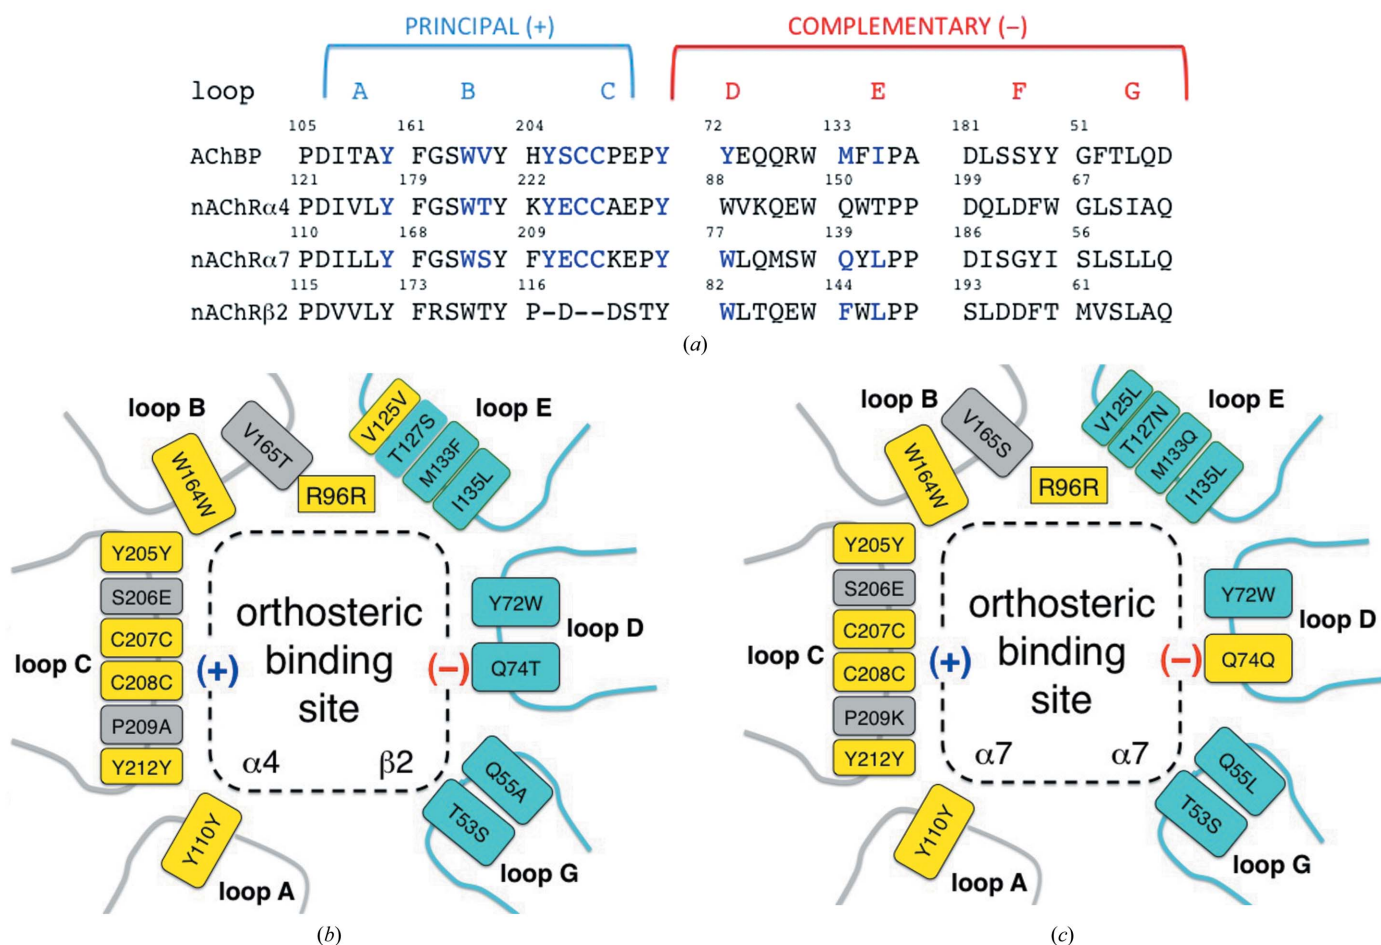 PRINCIPAL (+) COMPLEMENTARY (−)
loop A B C D E F G
105 161 204 72 133 181 51
AChBP PDITAY FGSWVY HYSCCPEPY YEQQRW MFIPA DLSSYY GFTLQD
121 179 222 88 150 199 67
nAChRα4 PDIVLY FGSWTY KYECCAEPY WVKQEW QWTPP DQLDFW GLSIAQ
110 168 209 77 139 186 56
nAChRα7 PDILLY FGSWSY FYECCKEPY WLQMSW QYLPP DISGYI SLSLLQ
115 173 116 82 144 193 61
nAChRβ2 PDVVLY FRSWTY P-D--DSTY WLTQEW FWLPP SLDDFT MVSLAQ
(a)
loop B
V165T
W164W
R96R
V125V
T127S
M133F
I135L
loop E
Y205Y
S206E
C207C
C208C
P209A
Y212Y
loop C
(+)
orthosteric
binding
site
α4 β2
(−)
Y72W
Q74T
loop D
Q55A
T53S
loop G
Y110Y
loop A
(b)
loop B
V165S
W164W
R96R
V125L
T127N
M133Q
I135L
loop E
Y205Y
S206E
C207C
C208C
P209K
Y212Y
loop C
(+)
orthosteric
binding
site
α7 α7
(−)
Y72W
Q74Q
loop D
Q55L
T53S
loop G
Y110Y
loop A
(c)